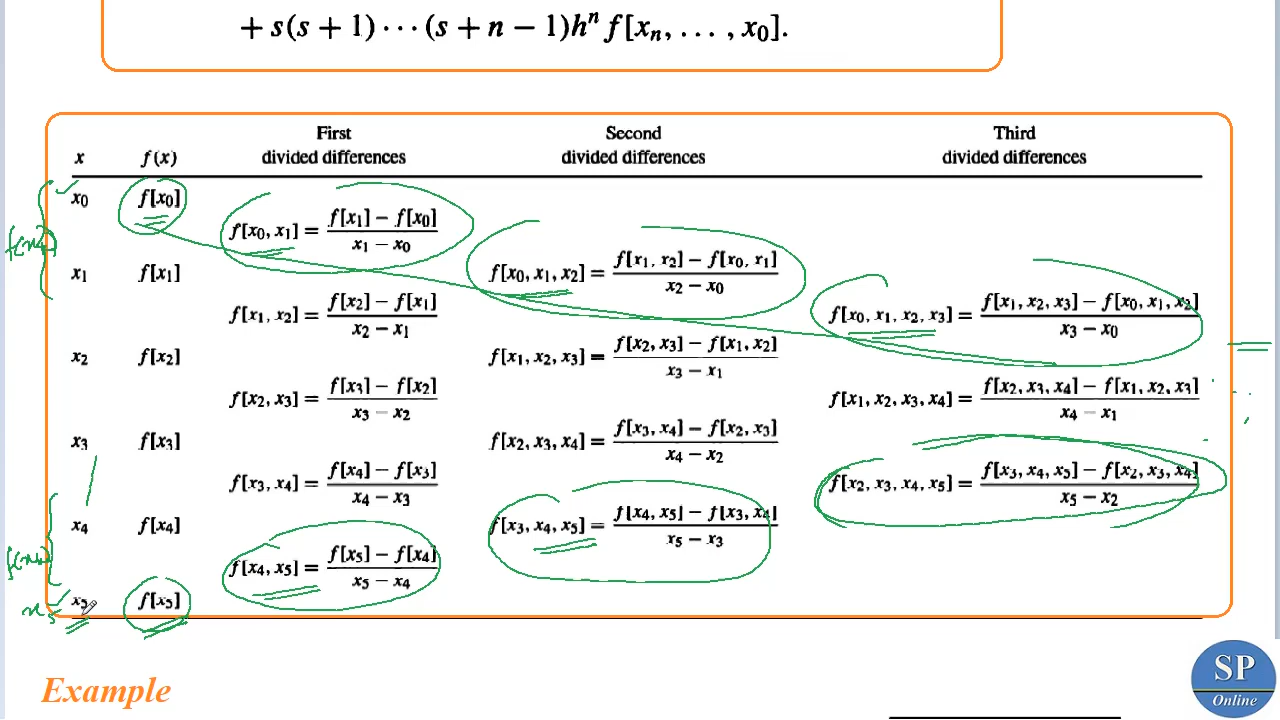 + s(s + 1) ⋯ (s + n − 1)hⁿ f[xₙ, … , x₀].
First Second Third
x f(x) divided differences divided differences divided differences
x₀ f[x₀]
f[x₀, x₁] = (f[x₁] − f[x₀]) / (x₁ − x₀)
x₁ f[x₁] f[x₀, x₁, x₂] = (f[x₁, x₂] − f[x₀, x₁]) / (x₂ − x₀)
f[x₁, x₂] = (f[x₂] − f[x₁]) / (x₂ − x₁) f[x₀, x₁, x₂, x₃] = (f[x₁, x₂, x₃] − f[x₀, x₁, x₂]) / (x₃ − x₀)
x₂ f[x₂] f[x₁, x₂, x₃] = (f[x₂, x₃] − f[x₁, x₂]) / (x₃ − x₁)
f[x₂, x₃] = (f[x₃] − f[x₂]) / (x₃ − x₂) f[x₁, x₂, x₃, x₄] = (f[x₂, x₃, x₄] − f[x₁, x₂, x₃]) / (x₄ − x₁)
x₃ f[x₃] f[x₂, x₃, x₄] = (f[x₃, x₄] − f[x₂, x₃]) / (x₄ − x₂)
f[x₃, x₄] = (f[x₄] − f[x₃]) / (x₄ − x₃) f[x₂, x₃, x₄, x₅] = (f[x₃, x₄, x₅] − f[x₂, x₃, x₄]) / (x₅ − x₂)
x₄ f[x₄] f[x₃, x₄, x₅] = (f[x₄, x₅] − f[x₃, x₄]) / (x₅ − x₃)
f[x₄, x₅] = (f[x₅] − f[x₄]) / (x₅ − x₄)
x₅ x₅ f[x₅]
Example
SP
Online